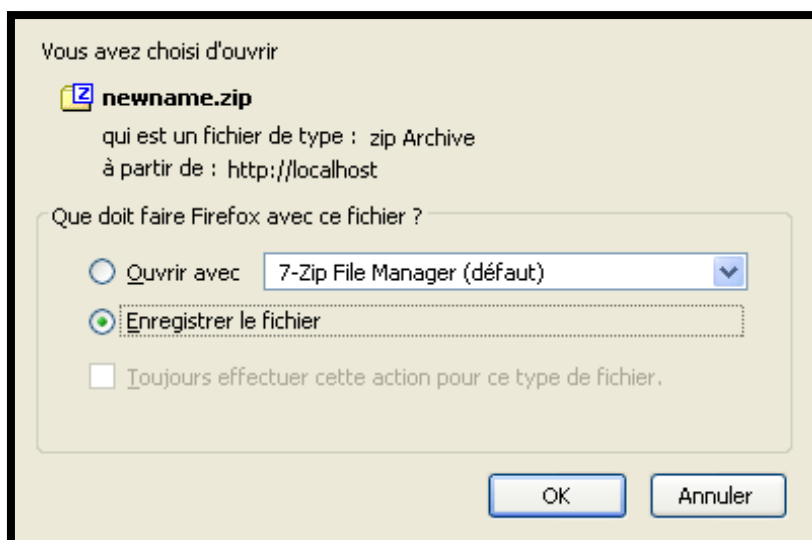 Vous avez choisi d'ouvrir
newname.zip
qui est un fichier de type : zip Archive
à partir de : http://localhost
Que doit faire Firefox avec ce fichier ?
Ouvrir avec 7-Zip File Manager (défaut)
Enregistrer le fichier
Toujours effectuer cette action pour ce type de fichier.
OK Annuler